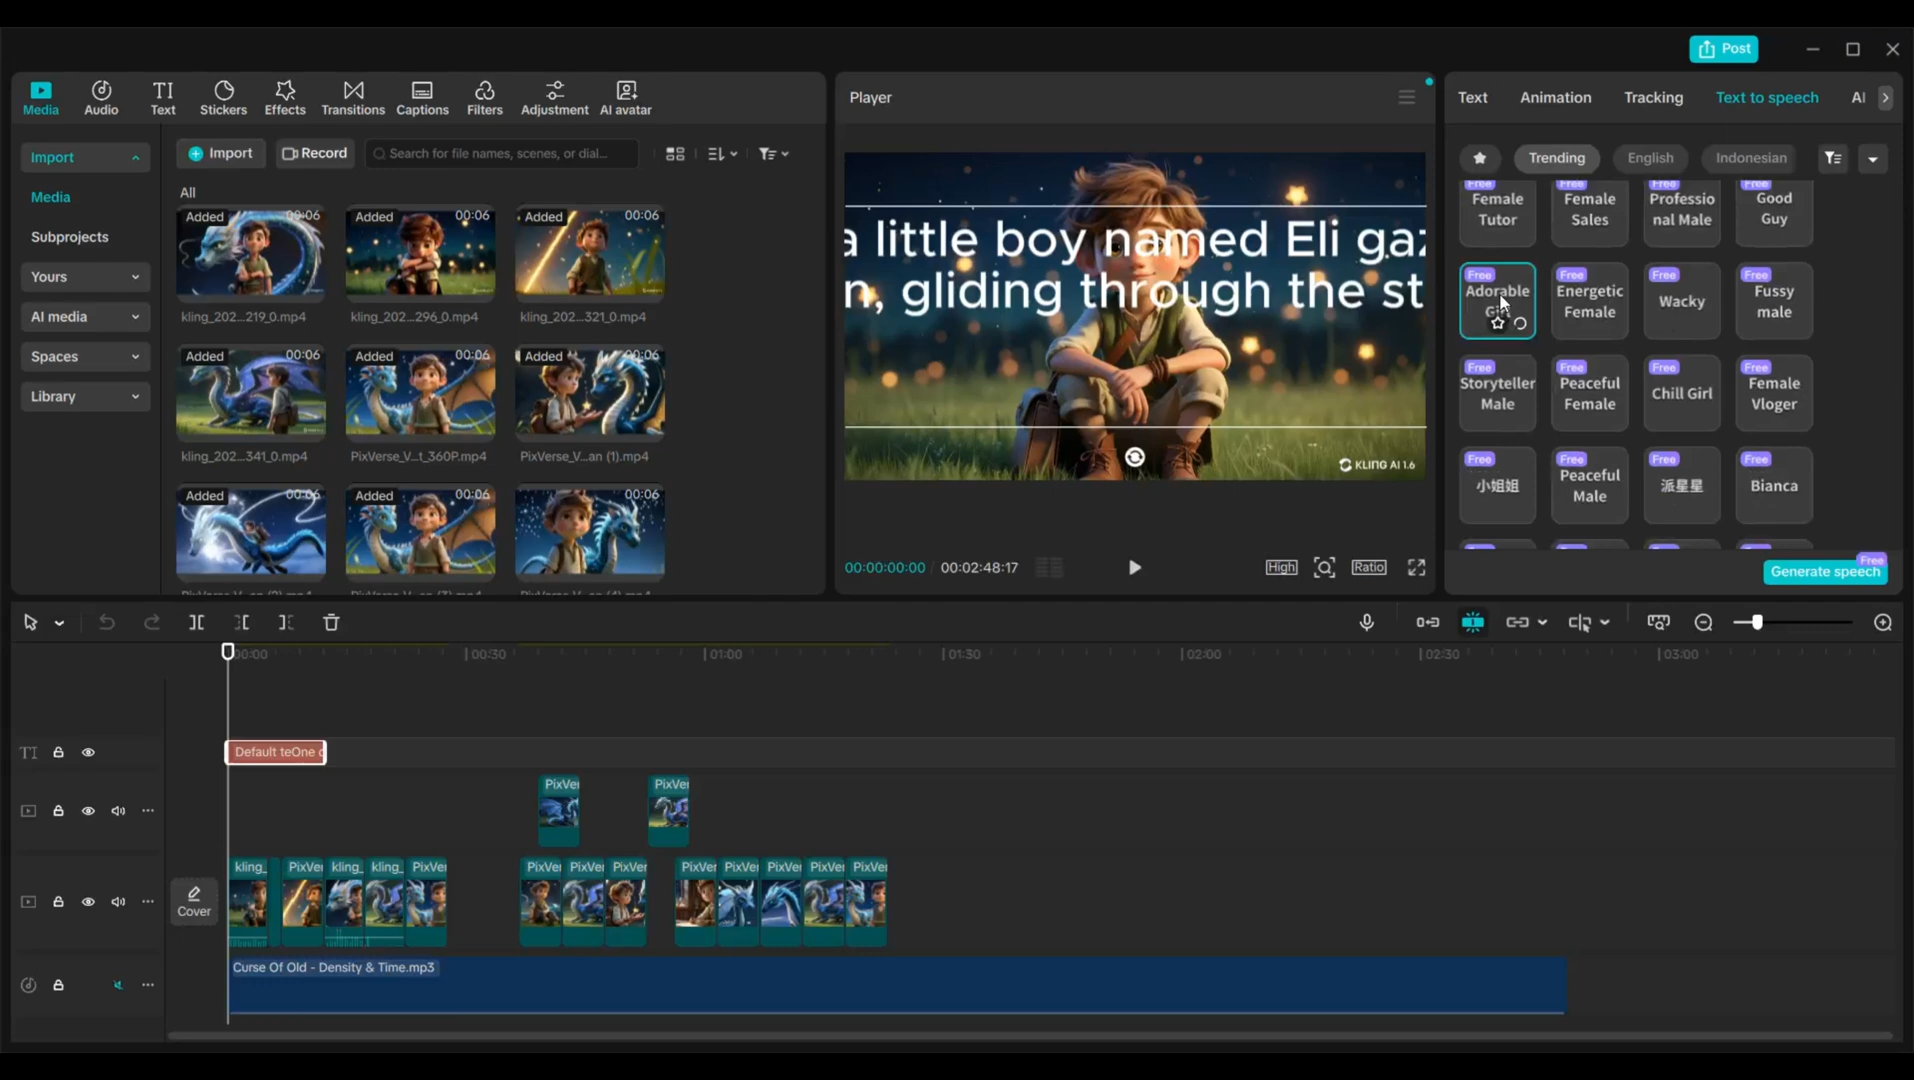 Post
Media
Audio
Text
Stickers
Effects
Transitions
Captions
Filters
Adjustment
AI avatar
Import
Media
Subprojects
Yours
AI media
Spaces
Library
Import
Record
Search for file names, scenes, or dial...
All
Added 00:06
Added 00:06
Added 00:06
kling_202...219_0.mp4
kling_202...296_0.mp4
kling_202...321_0.mp4
Added 00:06
Added 00:06
Added 00:06
kling_202...341_0.mp4
PixVerse_V...t_360P.mp4
PixVerse_V...an (1).mp4
Added 00:06
Added 00:06
00:06
Player
a little boy named Eli gaz
n, gliding through the st
KLING AI 1.6
00:00:00:00 / 00:02:48:17
High
Ratio
Text
Animation
Tracking
Text to speech
AI
Trending
English
Indonesian
Free
Female
Tutor
Free
Female
Sales
Free
Professio
nal Male
Free
Good
Guy
Free
Adorable
Free
Energetic
Female
Free
Wacky
Free
Fussy
male
Free
Storyteller
Male
Free
Peaceful
Female
Free
Chill Girl
Free
Female
Vloger
Free
小姐姐
Free
Peaceful
Male
Free
派星星
Free
Bianca
Free
Generate speech
00:00
00:30
01:00
01:30
02:00
02:30
03:00
TI
Default teOne
PixVer
PixVer
Cover
kling_
PixVer
kling_
kling_
PixVer
PixVer
PixVer
PixVer
PixVer
PixVer
PixVer
PixVer
PixVer
Curse Of Old - Density & Time.mp3